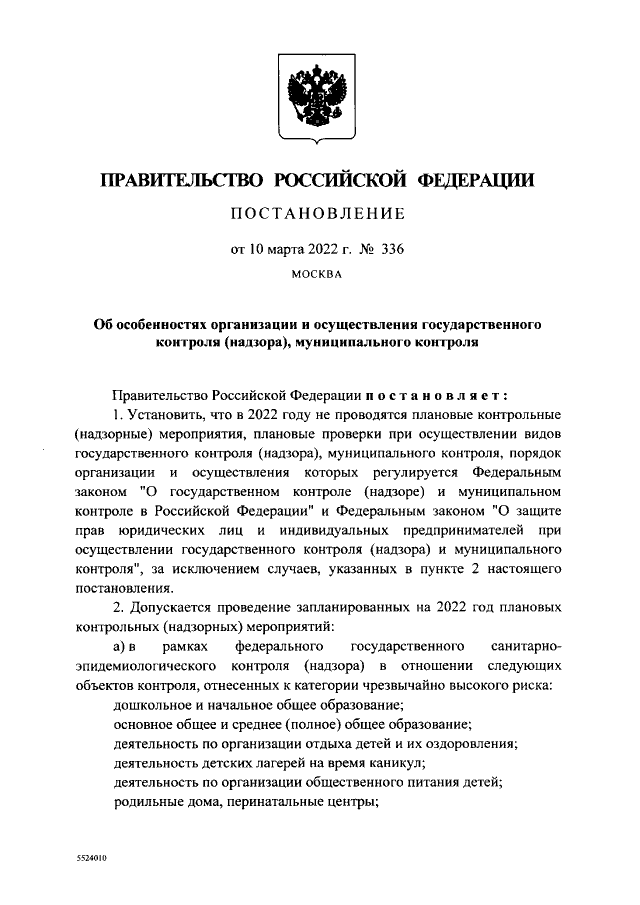 ПРАВИТЕЛЬСТВО РОССИЙСКОЙ ФЕДЕРАЦИИ
ПОСТАНОВЛЕНИЕ
от 10 марта 2022 г. № 336
МОСКВА
Об особенностях организации и осуществления государственного
контроля (надзора), муниципального контроля
Правительство Российской Федерации постановляет:
1. Установить, что в 2022 году не проводятся плановые контрольные
(надзорные) мероприятия, плановые проверки при осуществлении видов
государственного контроля (надзора), муниципального контроля, порядок
организации и осуществления которых регулируется Федеральным
законом "О государственном контроле (надзоре) и муниципальном
контроле в Российской Федерации" и Федеральным законом "О защите
прав юридических лиц и индивидуальных предпринимателей при
осуществлении государственного контроля (надзора) и муниципального
контроля", за исключением случаев, указанных в пункте 2 настоящего
постановления.
2. Допускается проведение запланированных на 2022 год плановых
контрольных (надзорных) мероприятий:
а) в рамках федерального государственного санитарно-
эпидемиологического контроля (надзора) в отношении следующих
объектов контроля, отнесенных к категории чрезвычайно высокого риска:
дошкольное и начальное общее образование;
основное общее и среднее (полное) общее образование;
деятельность по организации отдыха детей и их оздоровления;
деятельность детских лагерей на время каникул;
деятельность по организации общественного питания детей;
родильные дома, перинатальные центры;
5524010